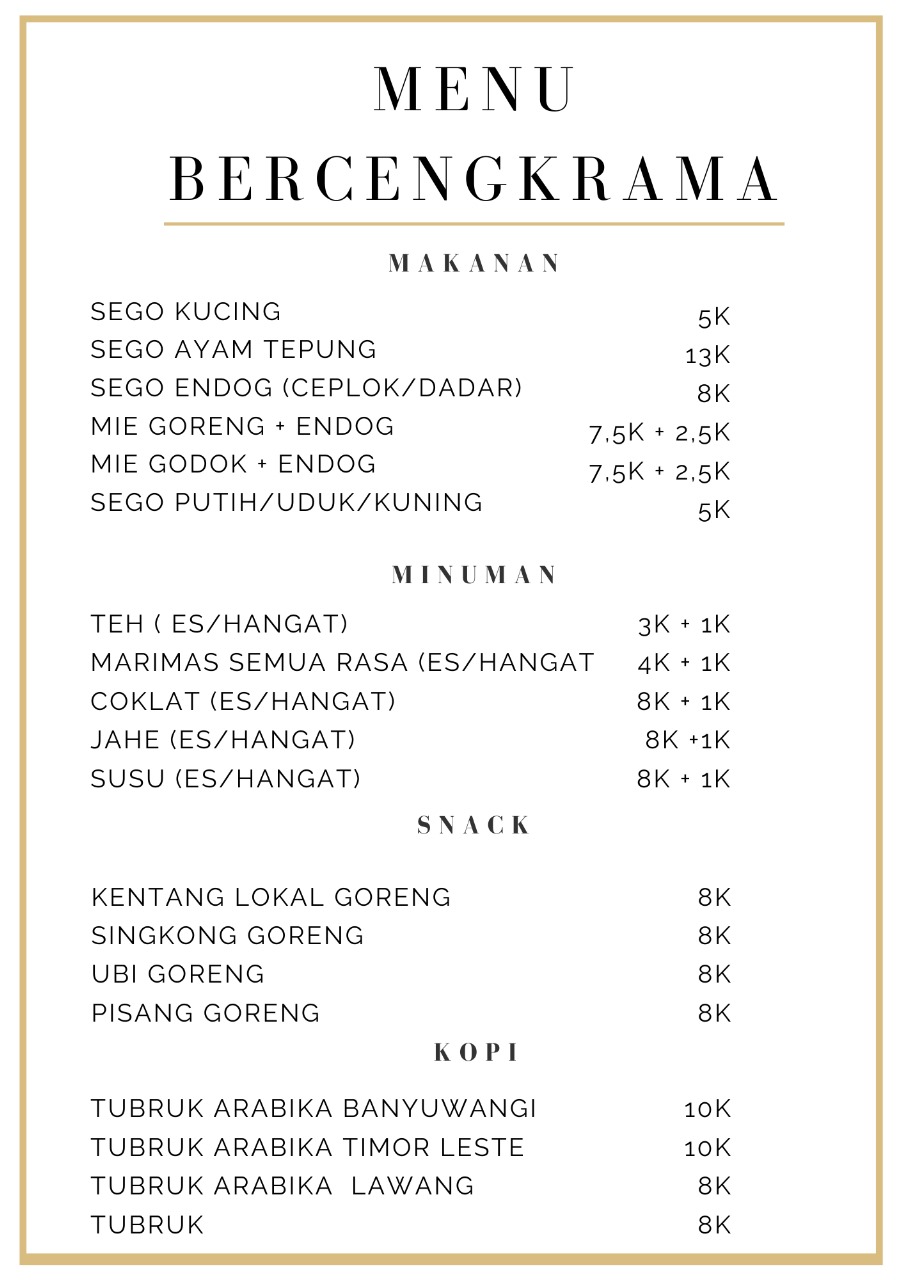 MENU
BERCENGKRAMA
MAKANAN
SEGO KUCING 5K
SEGO AYAM TEPUNG 13K
SEGO ENDOG (CEPLOK/DADAR) 8K
MIE GORENG + ENDOG 7,5K + 2,5K
MIE GODOK + ENDOG 7,5K + 2,5K
SEGO PUTIH/UDUK/KUNING 5K
MINUMAN
TEH ( ES/HANGAT) 3K + 1K
MARIMAS SEMUA RASA (ES/HANGAT 4K + 1K
COKLAT (ES/HANGAT) 8K + 1K
JAHE (ES/HANGAT) 8K +1K
SUSU (ES/HANGAT) 8K + 1K
SNACK
KENTANG LOKAL GORENG 8K
SINGKONG GORENG 8K
UBI GORENG 8K
PISANG GORENG 8K
KOPI
TUBRUK ARABIKA BANYUWANGI 10K
TUBRUK ARABIKA TIMOR LESTE 10K
TUBRUK ARABIKA  LAWANG 8K
TUBRUK 8K